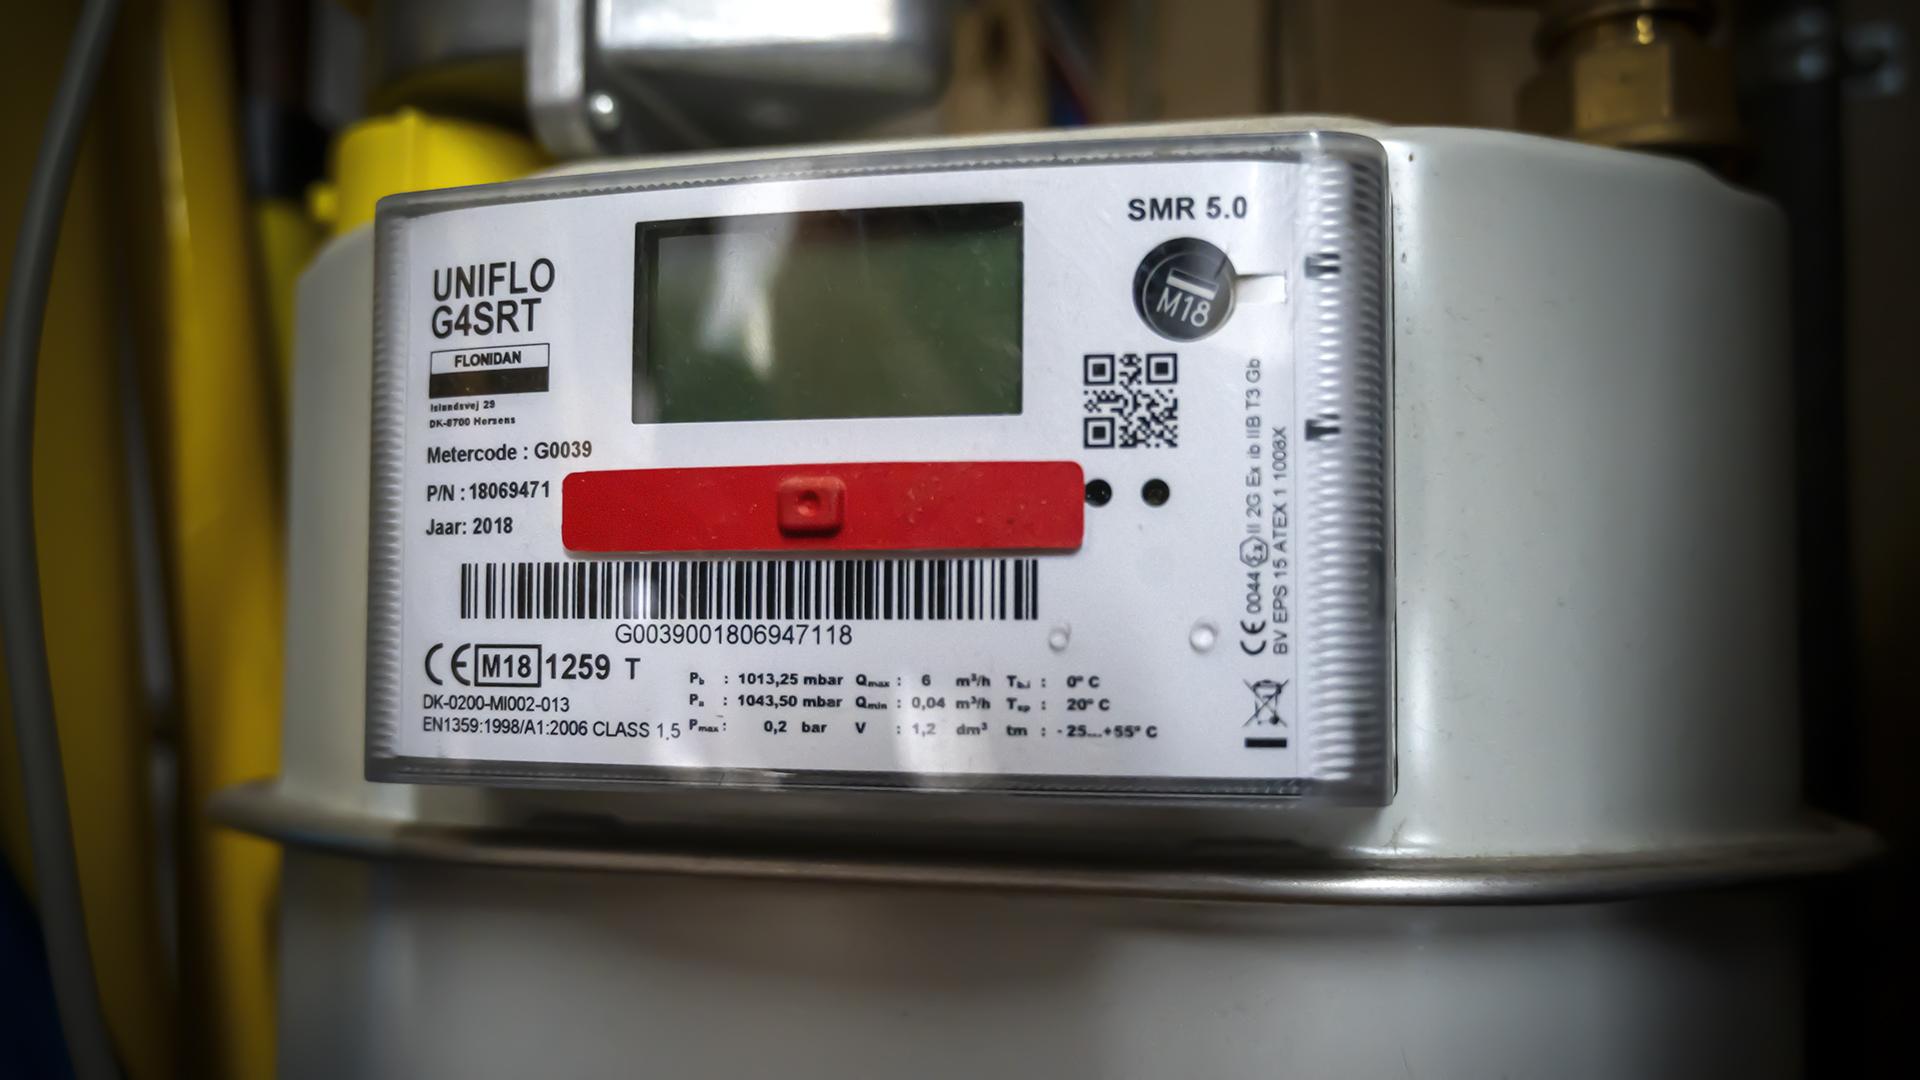 SMR 5.0
UNIFLO
G4SRT
M18
FLONIDAN
Islandsvej 29
DK-8700 Horsens
Metercode : G0039
P/N : 18069471
Jaar: 2018
G0039001806947118
CE M18 1259 T
DK-0200-MI002-013
EN1359:1998/A1:2006 CLASS 1,5
Pb : 1013,25 mbar Qmax : 6 m³/h Tb,i : 0° C
Pa : 1043,50 mbar Qmin : 0,04 m³/h Tsp : 20° C
Pmax : 0,2 bar V : 1,2 dm³ tm : -25...+55° C
CE 0044 Ex II 2G Ex ib IIB T3 Gb
BV EPS 15 ATEX 1 1008X